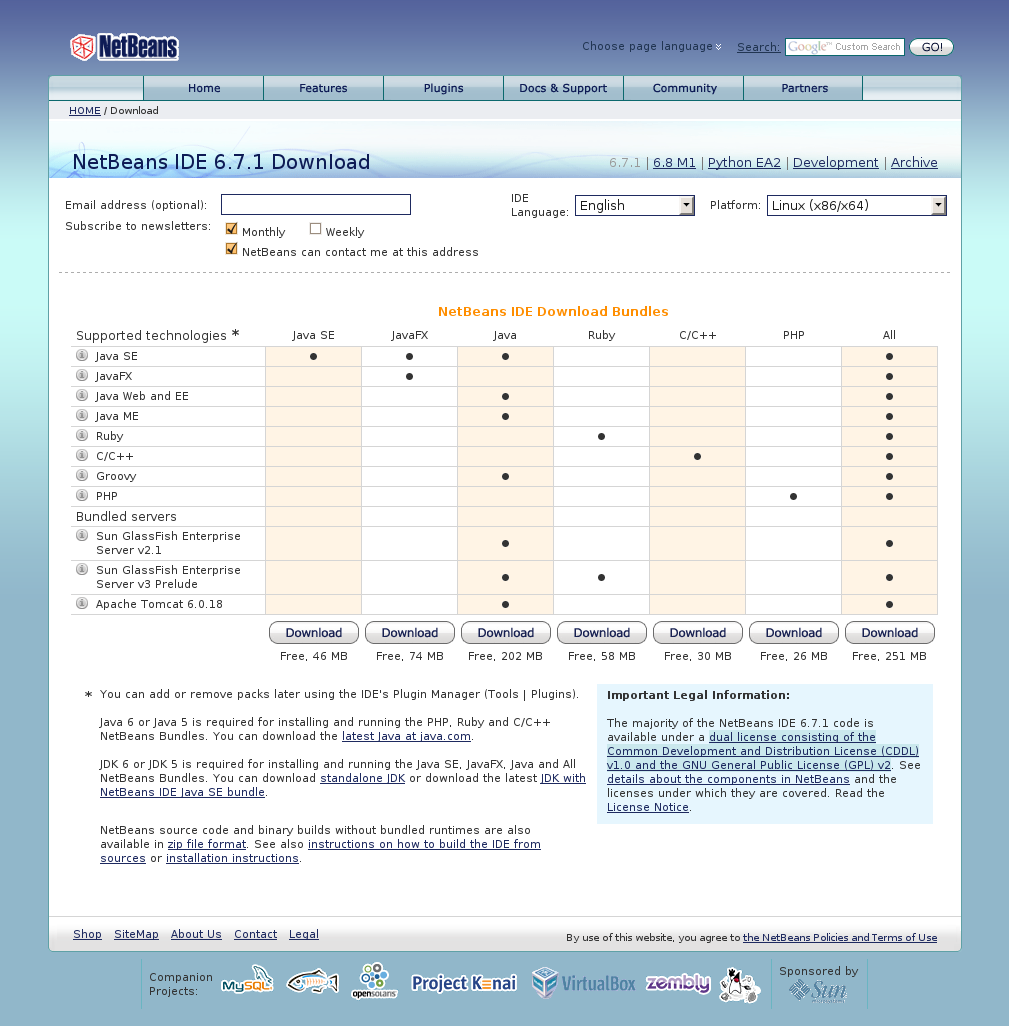 NetBeans
Choose page language
Search:
Google™ Custom Search
GO!
Home
Features
Plugins
Docs & Support
Community
Partners
HOME / Download
NetBeans IDE 6.7.1 Download
6.7.1 | 6.8 M1 | Python EA2 | Development | Archive
Email address (optional):
IDE
Language:
English
Platform:
Linux (x86/x64)
Subscribe to newsletters:
Monthly
Weekly
NetBeans can contact me at this address
NetBeans IDE Download Bundles
Supported technologies *
Java SE
JavaFX
Java
Ruby
C/C++
PHP
All
Java SE
JavaFX
Java Web and EE
Java ME
Ruby
C/C++
Groovy
PHP
Bundled servers
Sun GlassFish Enterprise
Server v2.1
Sun GlassFish Enterprise
Server v3 Prelude
Apache Tomcat 6.0.18
Download
Download
Download
Download
Download
Download
Download
Free, 46 MB
Free, 74 MB
Free, 202 MB
Free, 58 MB
Free, 30 MB
Free, 26 MB
Free, 251 MB
* You can add or remove packs later using the IDE's Plugin Manager (Tools | Plugins).
Java 6 or Java 5 is required for installing and running the PHP, Ruby and C/C++
NetBeans Bundles. You can download the latest Java at java.com.
JDK 6 or JDK 5 is required for installing and running the Java SE, JavaFX, Java and All
NetBeans Bundles. You can download standalone JDK or download the latest JDK with
NetBeans IDE Java SE bundle.
NetBeans source code and binary builds without bundled runtimes are also
available in zip file format. See also instructions on how to build the IDE from
sources or installation instructions.
Important Legal Information:
The majority of the NetBeans IDE 6.7.1 code is
available under a dual license consisting of the
Common Development and Distribution License (CDDL)
v1.0 and the GNU General Public License (GPL) v2. See
details about the components in NetBeans and the
licenses under which they are covered. Read the
License Notice.
Shop
SiteMap
About Us
Contact
Legal
By use of this website, you agree to the NetBeans Policies and Terms of Use
Companion
Projects:
MySQL
opensolaris
Project Kenai
VirtualBox
zembly
Sponsored by
Sun
microsystems